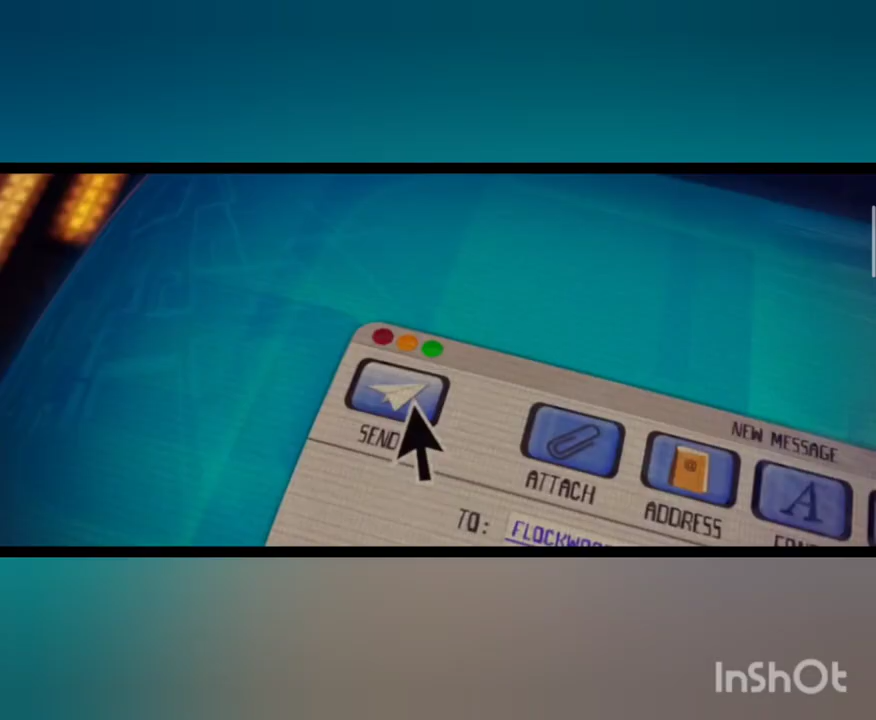 NEW MESSAGE
SEND
ATTACH
ADDRESS
TO:
InShOt